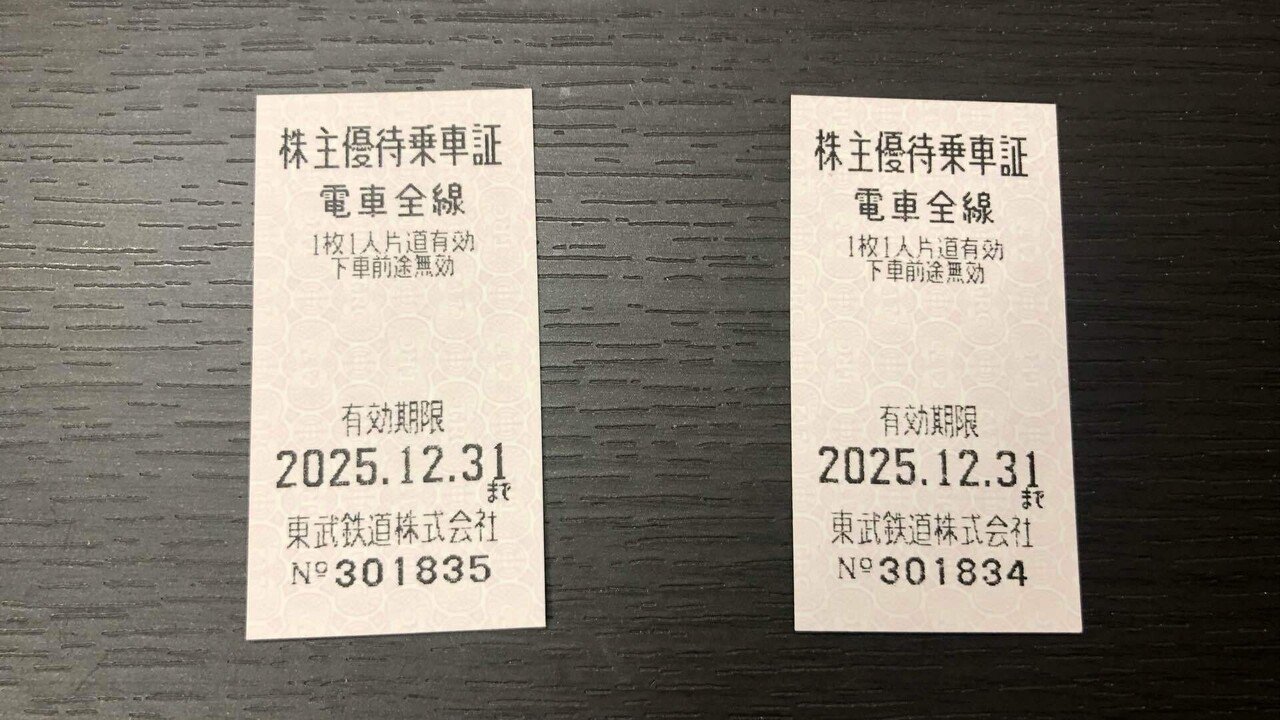 株主優待乗車証
電車全線
1枚1人片道有効
下車前途無効
有効期限
2025.12.31
まで
東武鉄道株式会社
Nº301835
株主優待乗車証
電車全線
1枚1人片道有効
下車前途無効
有効期限
2025.12.31
まで
東武鉄道株式会社
Nº301834